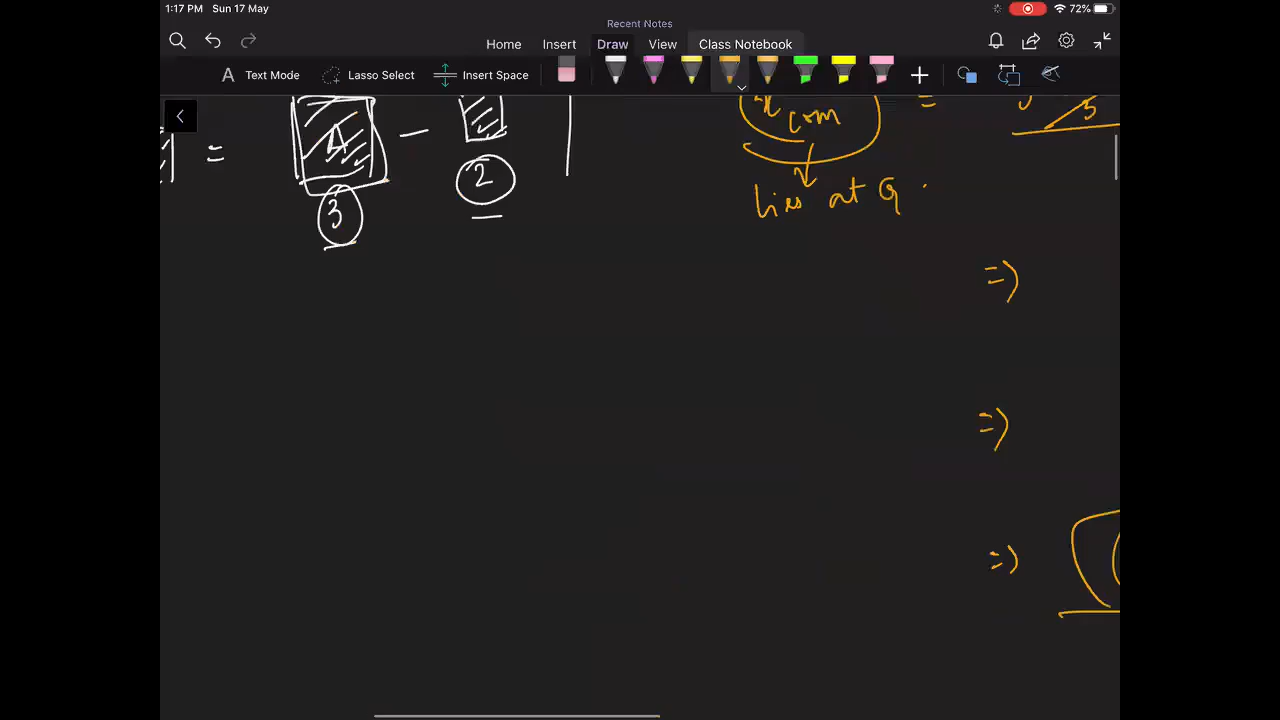 1:17 PM Sun 17 May
72%
Recent Notes
Home Insert Draw View Class Notebook
A Text Mode Lasso Select Insert Space
= A −
3 2
x com =
lies at G
=)
=)
=)